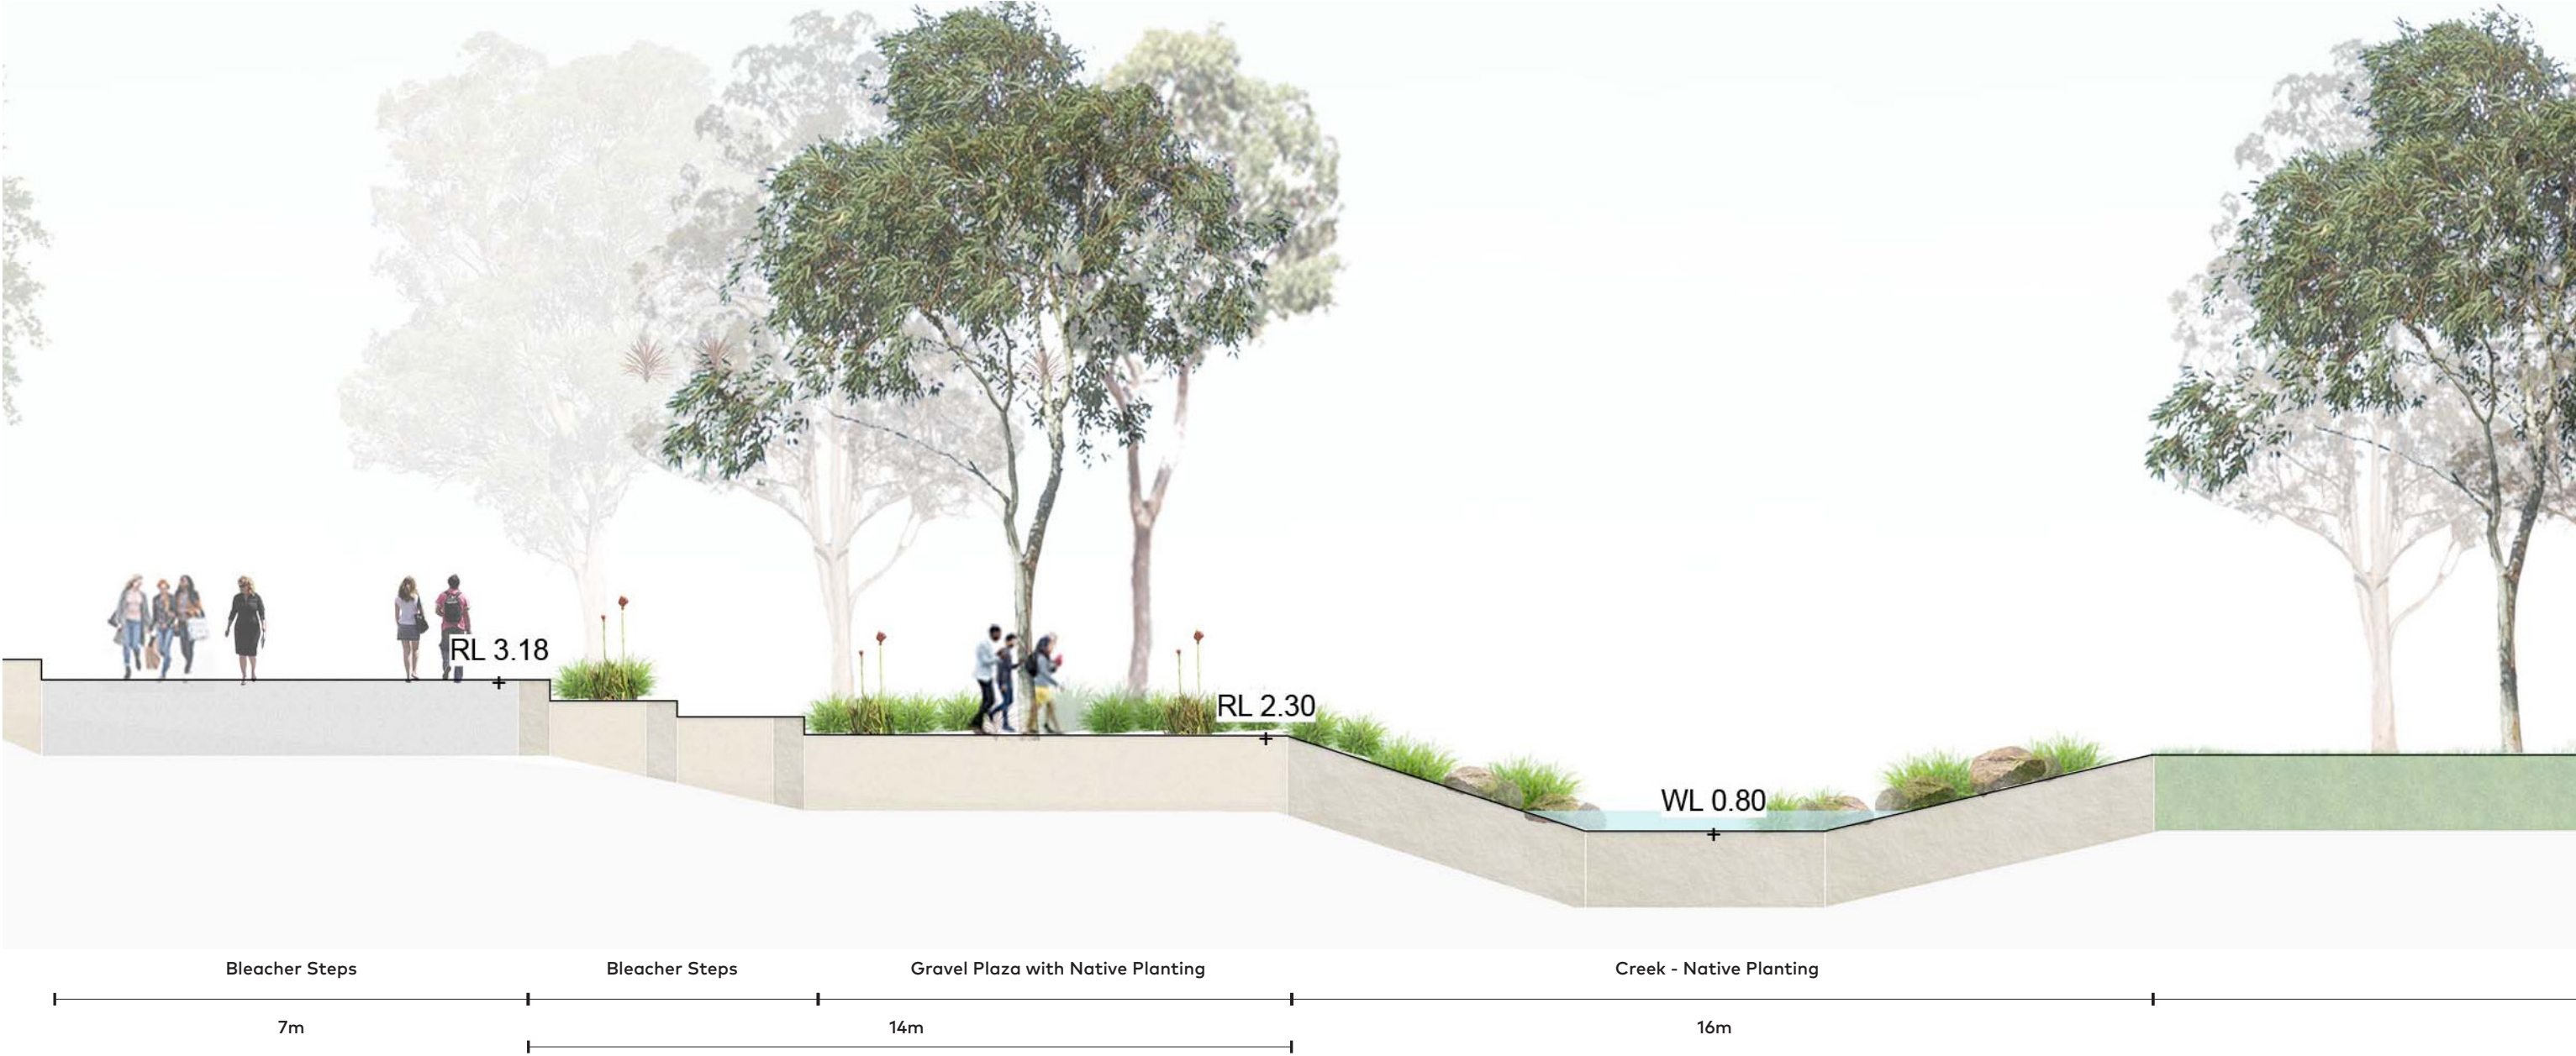 RL 3.18
RL 2.30
WL 0.80
Bleacher Steps
Bleacher Steps
Gravel Plaza with Native Planting
Creek - Native Planting
7m
14m
16m